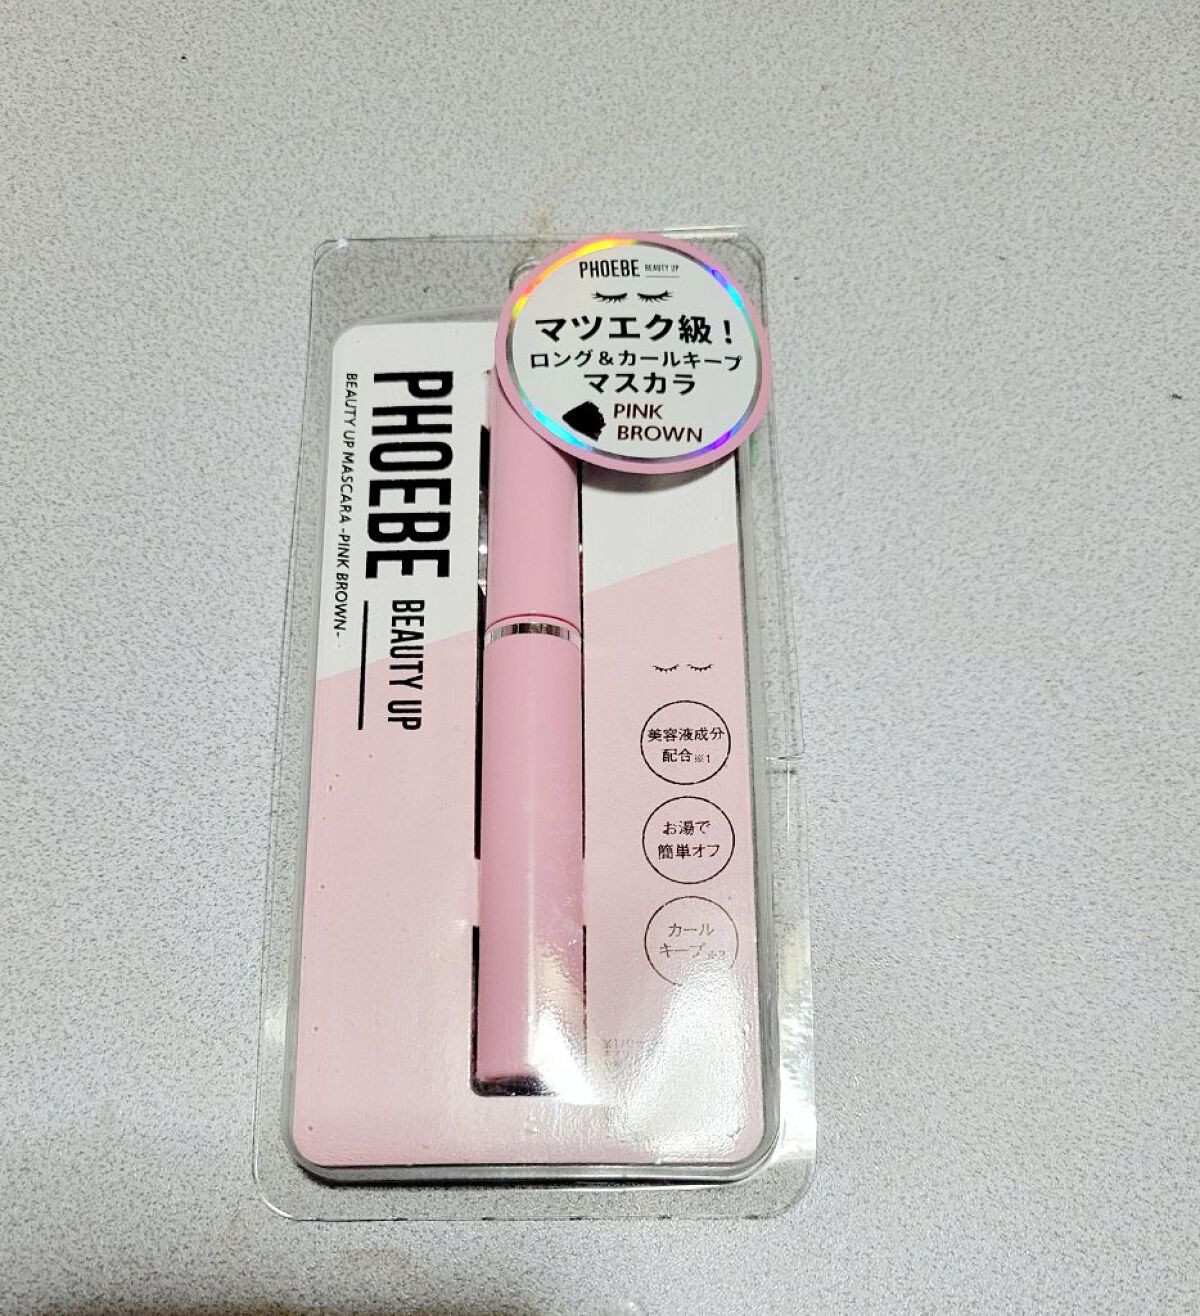 PHOEBE BEAUTY UP
マツエク級!
ロング&カールキープ
マスカラ
PINK
BROWN
PHOEBE BEAUTY UP
BEAUTY UP MASCARA -PINK BROWN-
美容液成分
配合※1
お湯で
簡単オフ
カール
キープ※2